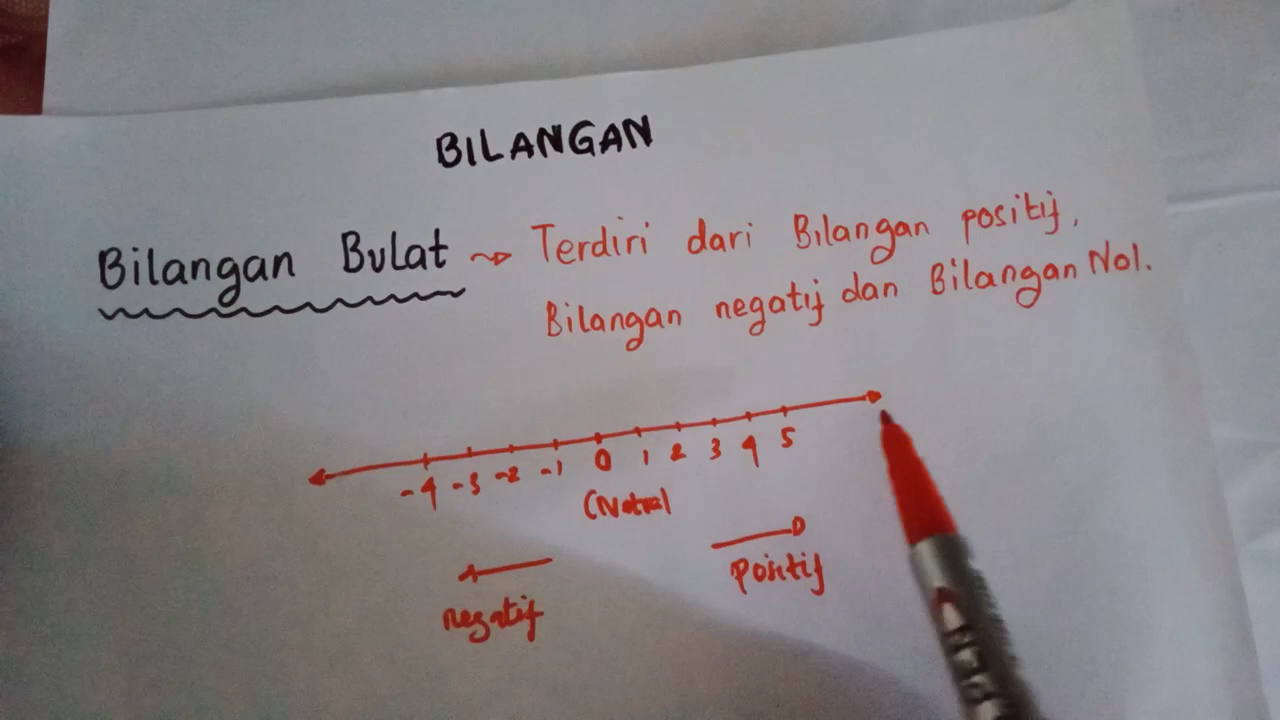 BILANGAN
Bilangan Bulat → Terdiri dari Bilangan positif,
Bilangan negatif dan Bilangan Nol.
-4 -3 -2 -1 0 1 2 3 4 5
positif
negatif